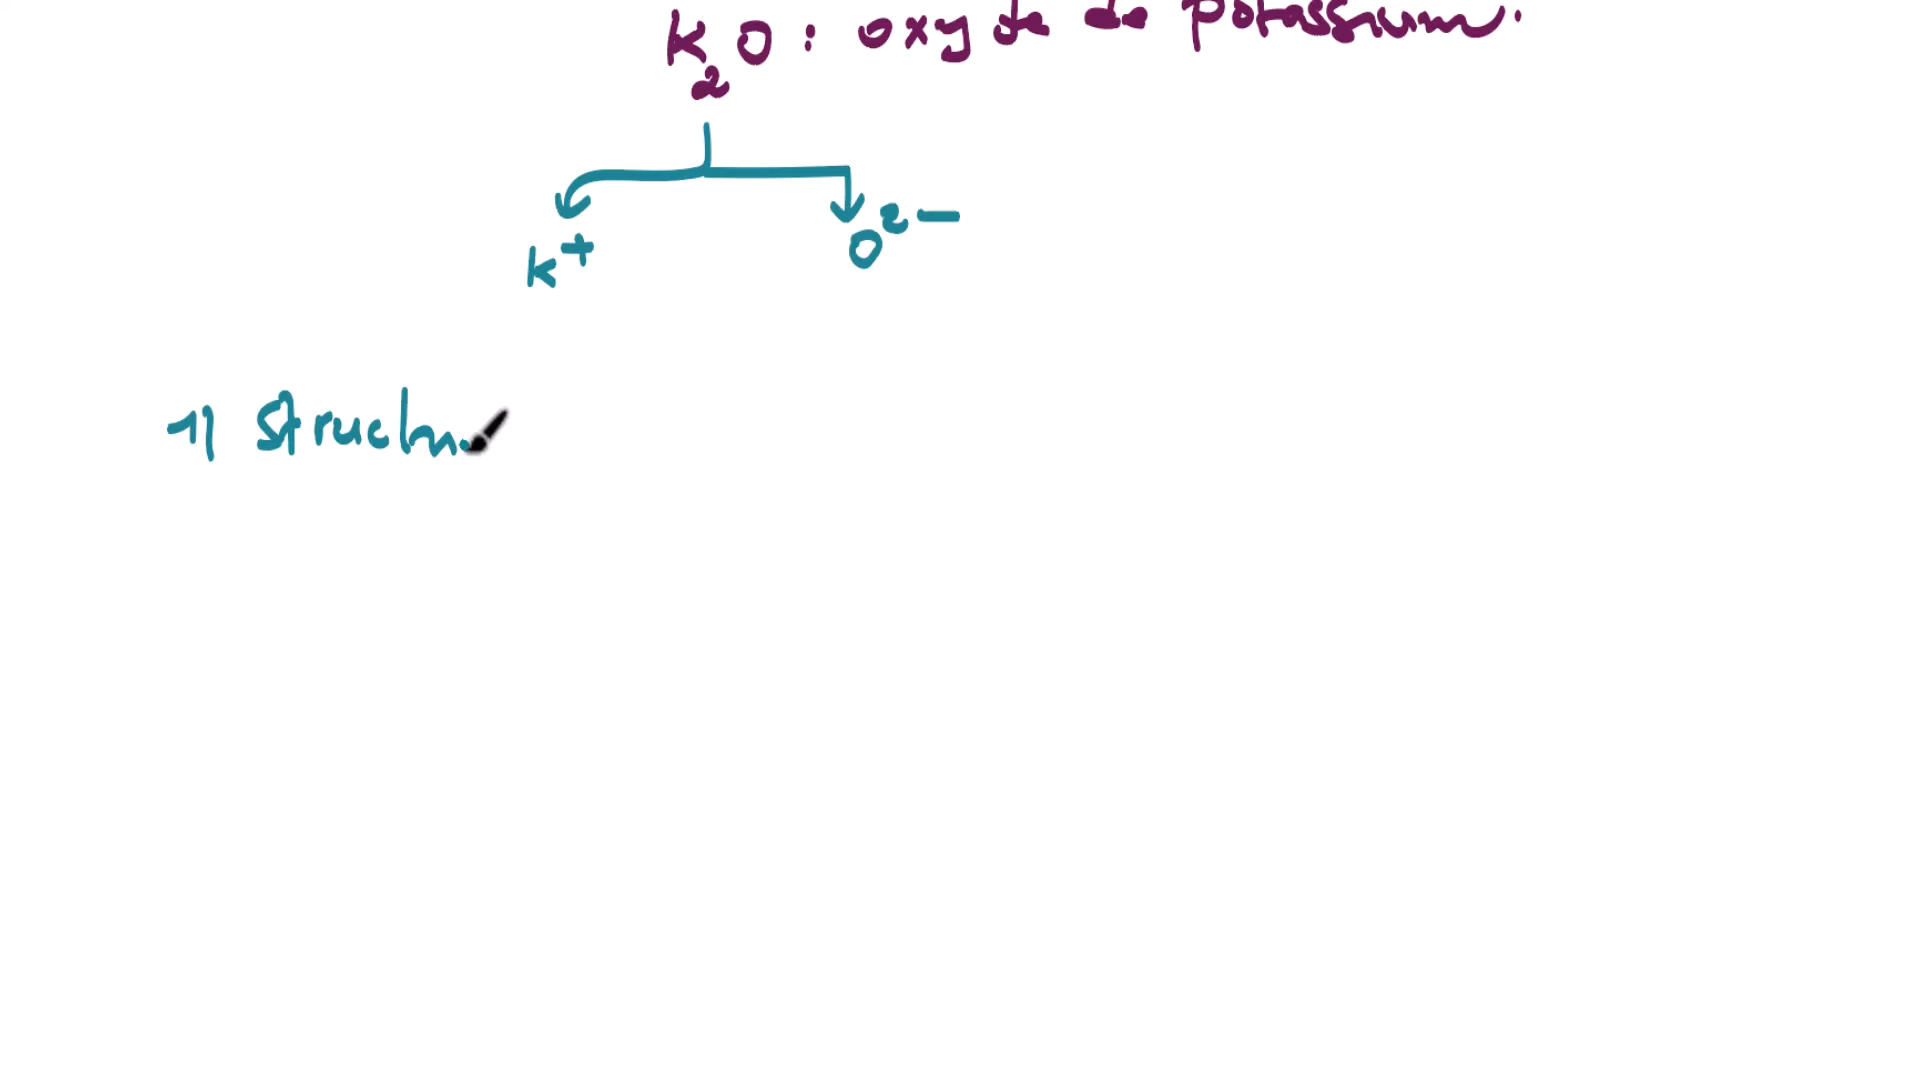 K₂O : oxyde de potassium.
K⁺ O²⁻
1) Structu